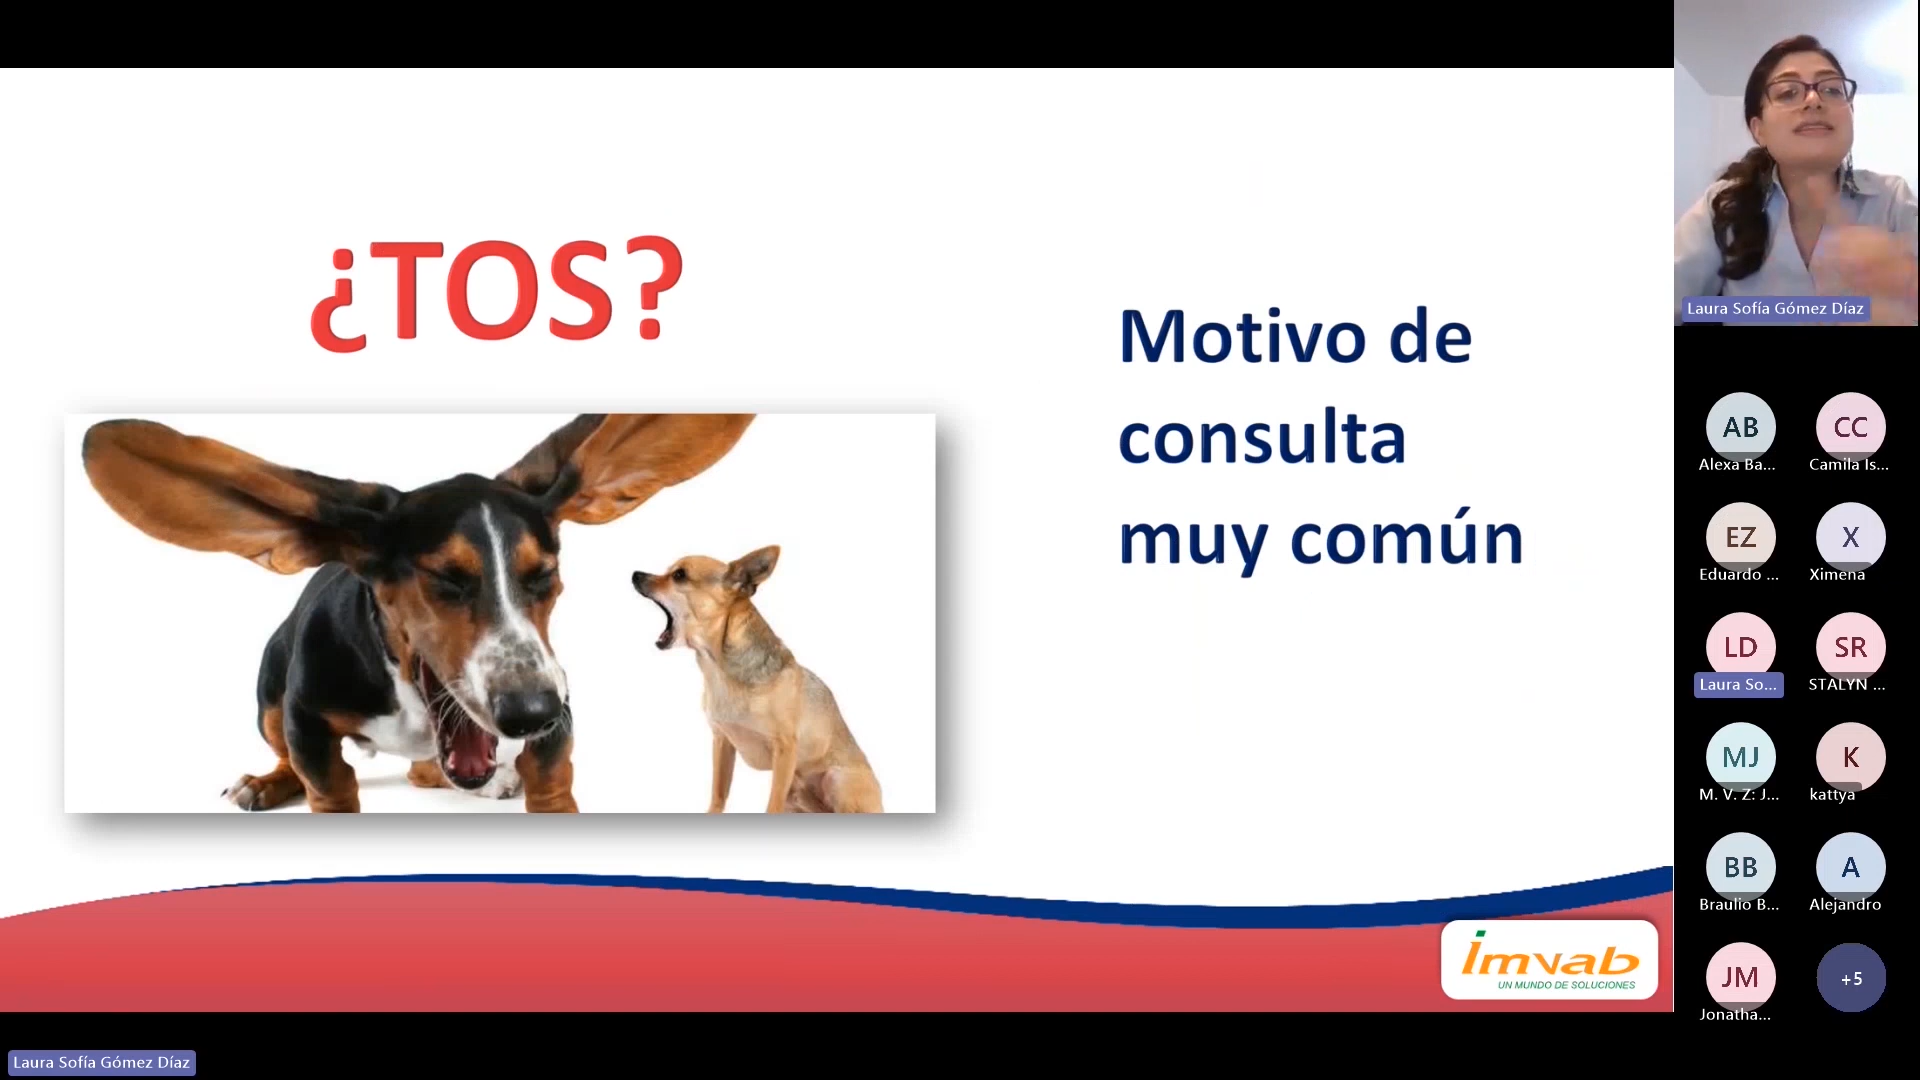 ¿TOS?
Motivo de
consulta
muy común
imvab
UN MUNDO DE SOLUCIONES
Laura Sofía Gómez Díaz
Laura Sofía Gómez Díaz
AB
CC
Alexa Ba...
Camila Is...
EZ
X
Eduardo ...
Ximena
LD
SR
Laura So...
STALYN ...
MJ
K
M. V. Z: J...
kattya
BB
A
Braulio B...
Alejandro
JM
+5
Jonatha...